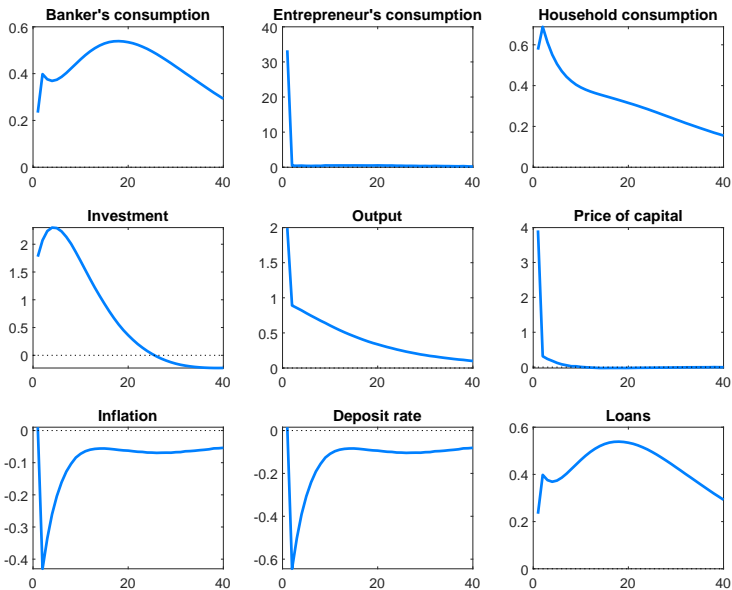 Banker's consumption
0.6
0.4
0.2
0
0 20 40
Entrepreneur's consumption
40
30
20
10
0
0 20 40
Household consumption
0.6
0.4
0.2
0
0 20 40
Investment
2
1.5
1
0.5
0
0 20 40
Output
2
1.5
1
0.5
0
0 20 40
Price of capital
4
3
2
1
0
0 20 40
Inflation
0
-0.1
-0.2
-0.3
-0.4
0 20 40
Deposit rate
0
-0.2
-0.4
-0.6
0 20 40
Loans
0.6
0.4
0.2
0
0 20 40